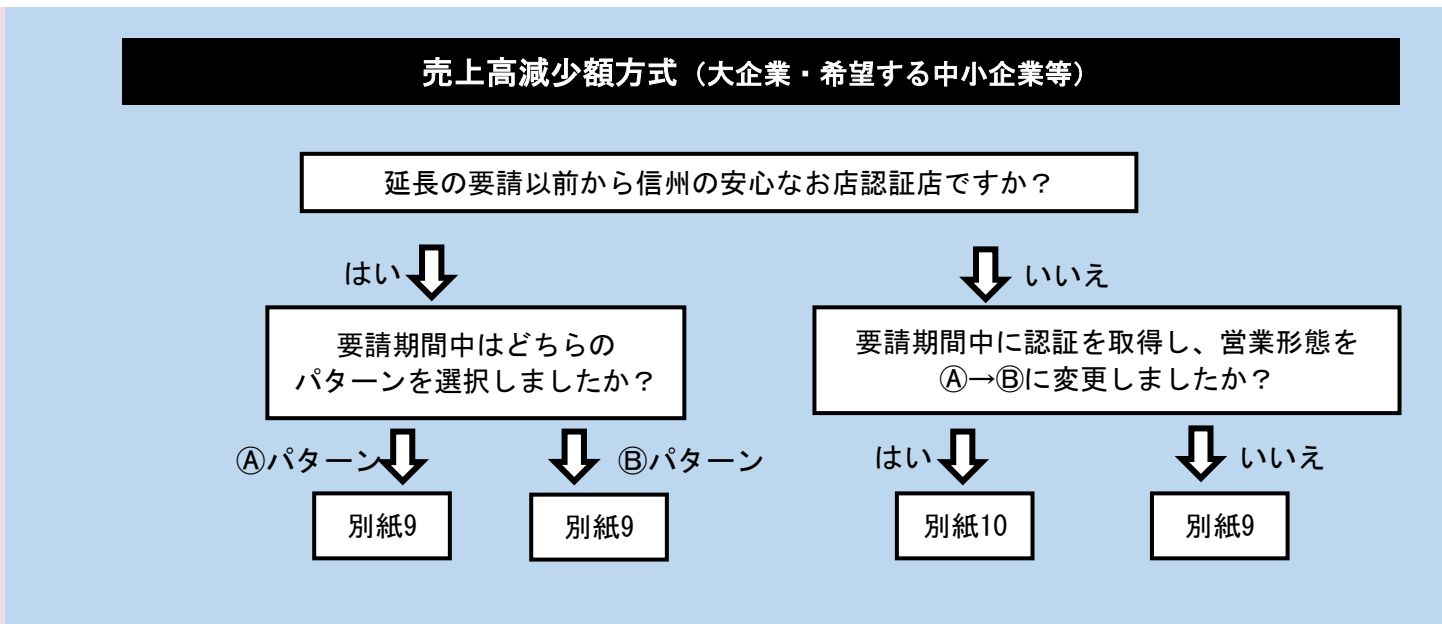 売上高減少額方式（大企業・希望する中小企業等）
延長の要請以前から信州の安心なお店認証店ですか？
はい
いいえ
要請期間中はどちらの
パターンを選択しましたか？
要請期間中に認証を取得し、営業形態を
Ⓐ→Ⓑに変更しましたか？
Ⓐパターン
Ⓑパターン
はい
いいえ
別紙9
別紙9
別紙10
別紙9